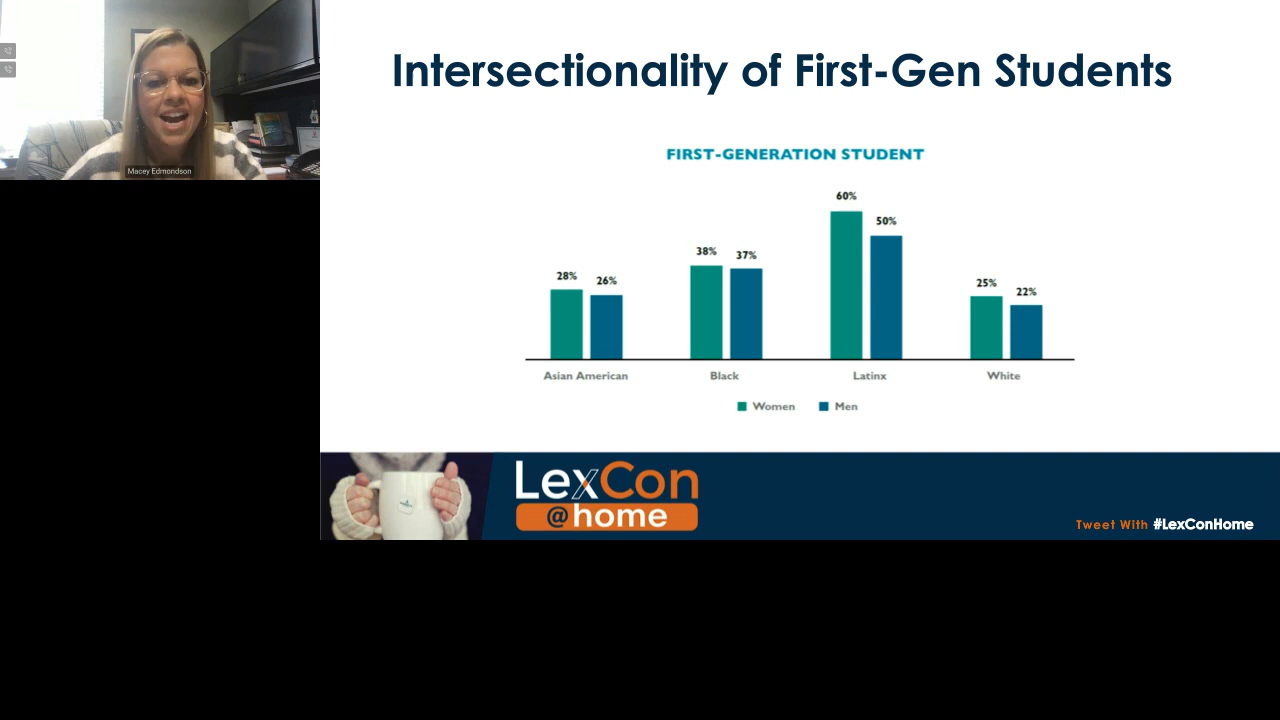 Macey Edmondson
Intersectionality of First-Gen Students
FIRST-GENERATION STUDENT
60%
50%
38%
37%
28%
26%
25%
22%
Asian American
Black
Latinx
White
Women
Men
LexCon
@home
Tweet With #LexConHome